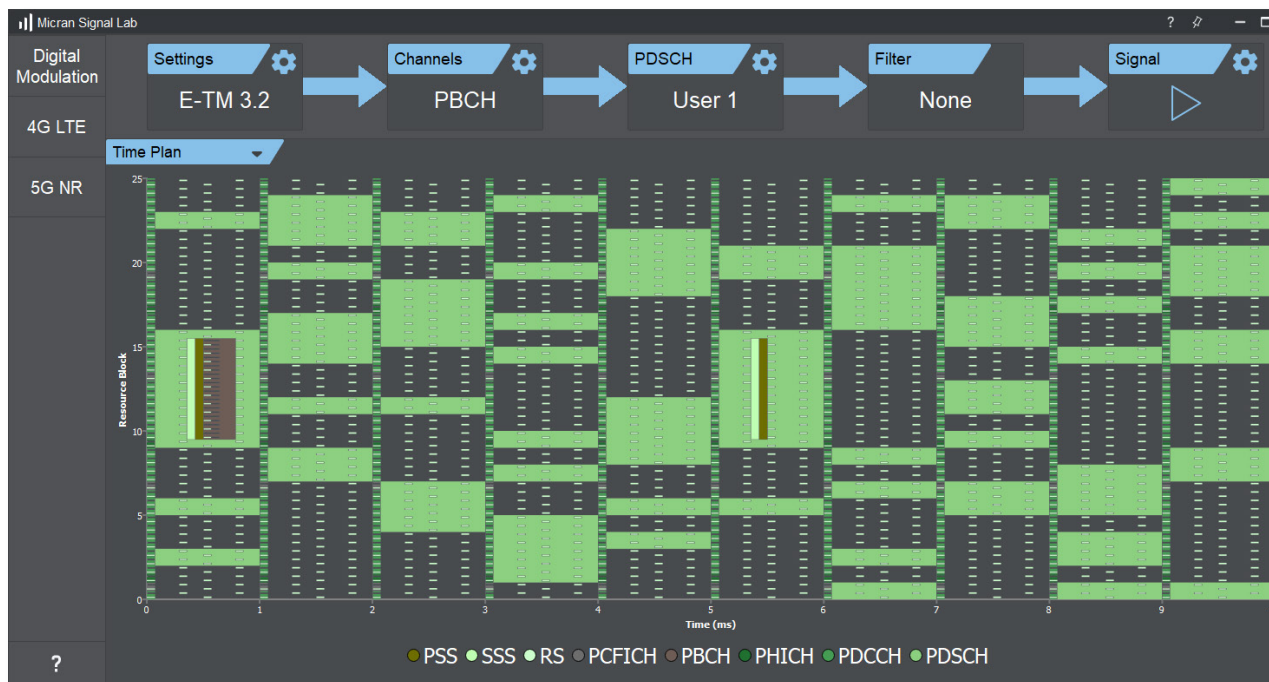 Micran Signal Lab
?
Digital
Modulation
4G LTE
5G NR
?
Settings
E-TM 3.2
Channels
PBCH
PDSCH
User 1
Filter
None
Signal
Time Plan
25
20
15
10
5
0
Resource Block
0 1 2 3 4 5 6 7 8 9
Time (ms)
PSS SSS RS PCFICH PBCH PHICH PDCCH PDSCH